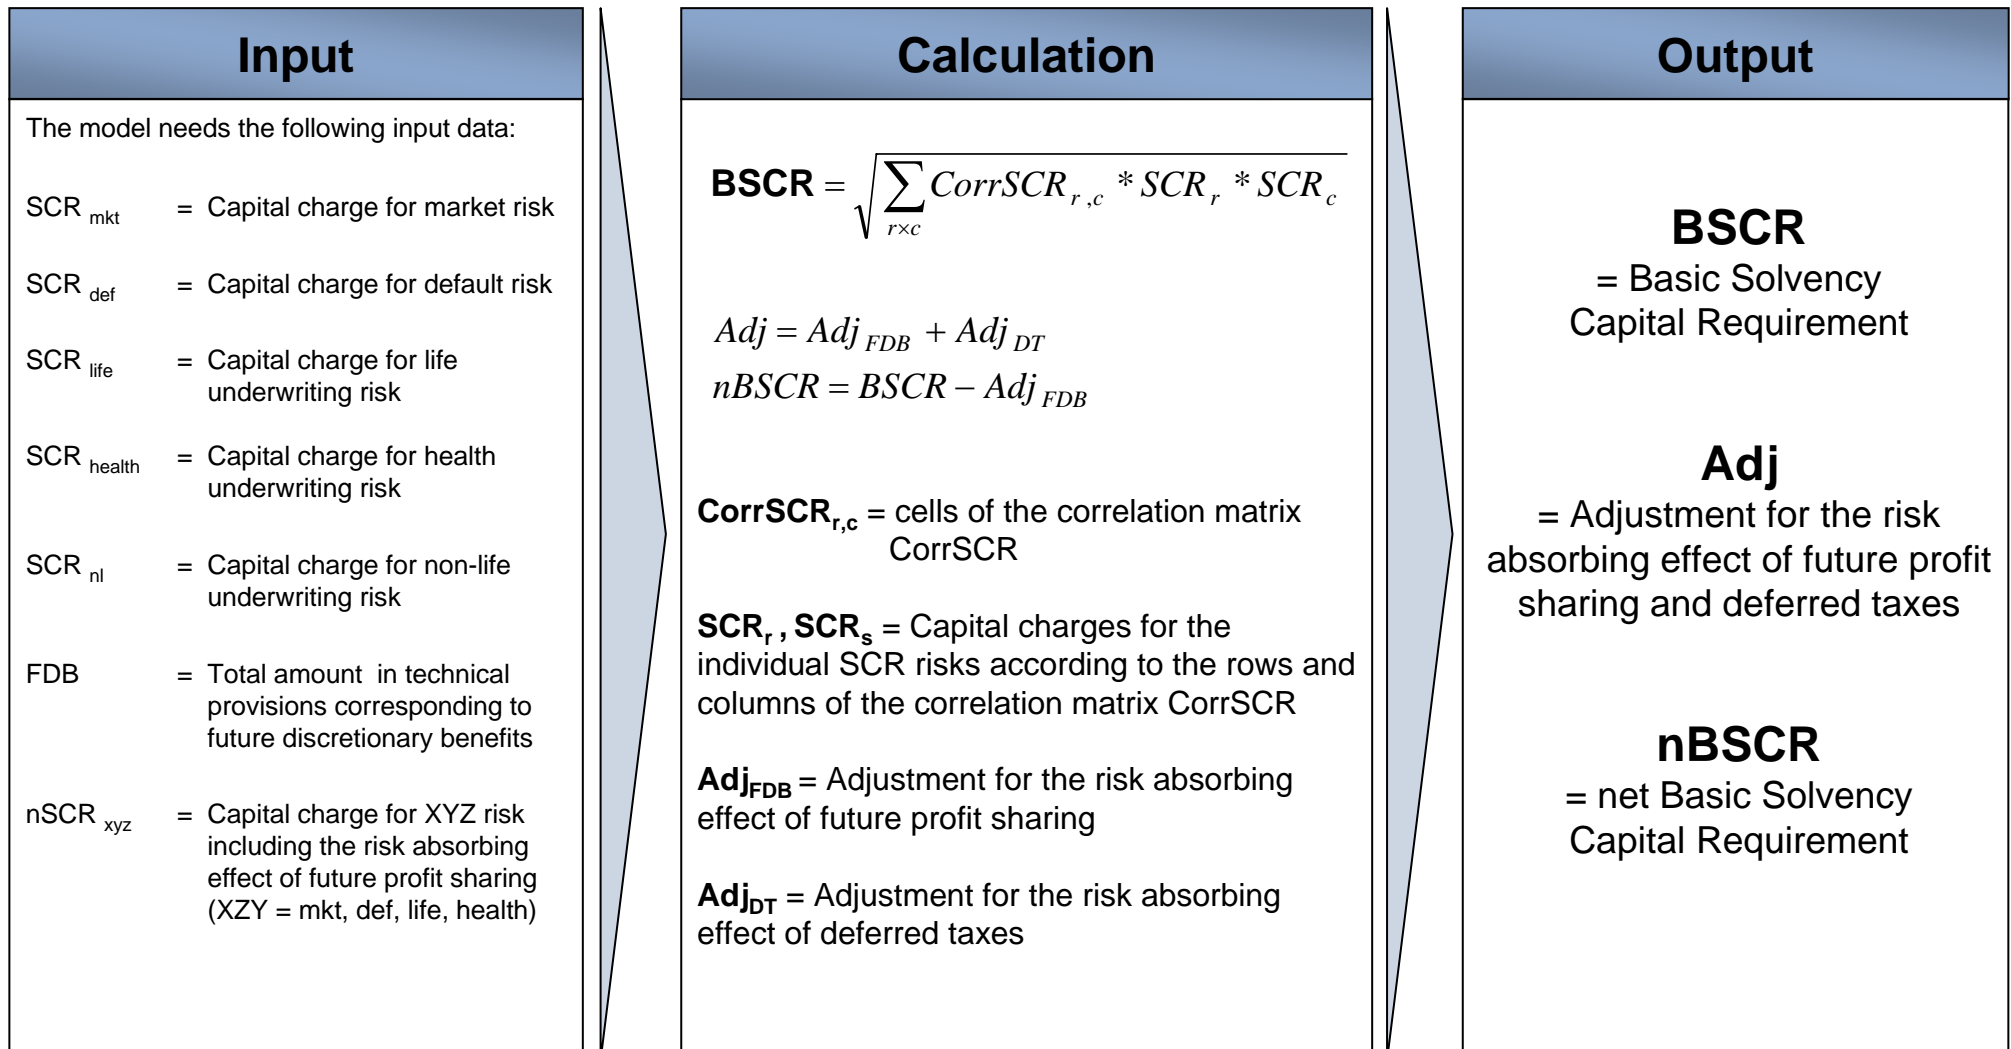 Input
The model needs the following input data:
SCR mkt = Capital charge for market risk
SCR def = Capital charge for default risk
SCR life = Capital charge for life
underwriting risk
SCR health = Capital charge for health
underwriting risk
SCR nl = Capital charge for non-life
underwriting risk
FDB = Total amount in technical
provisions corresponding to
future discretionary benefits
nSCR xyz = Capital charge for XYZ risk
including the risk absorbing
effect of future profit sharing
(XZY = mkt, def, life, health)
Calculation
BSCR = √ ∑ r×c CorrSCR r,c * SCR r * SCR c
Adj = Adj FDB + Adj DT
nBSCR = BSCR − Adj FDB
CorrSCR r,c = cells of the correlation matrix
CorrSCR
SCR r , SCR s = Capital charges for the
individual SCR risks according to the rows and
columns of the correlation matrix CorrSCR
Adj FDB = Adjustment for the risk absorbing
effect of future profit sharing
Adj DT = Adjustment for the risk absorbing
effect of deferred taxes
Output
BSCR
= Basic Solvency
Capital Requirement
Adj
= Adjustment for the risk
absorbing effect of future profit
sharing and deferred taxes
nBSCR
= net Basic Solvency
Capital Requirement